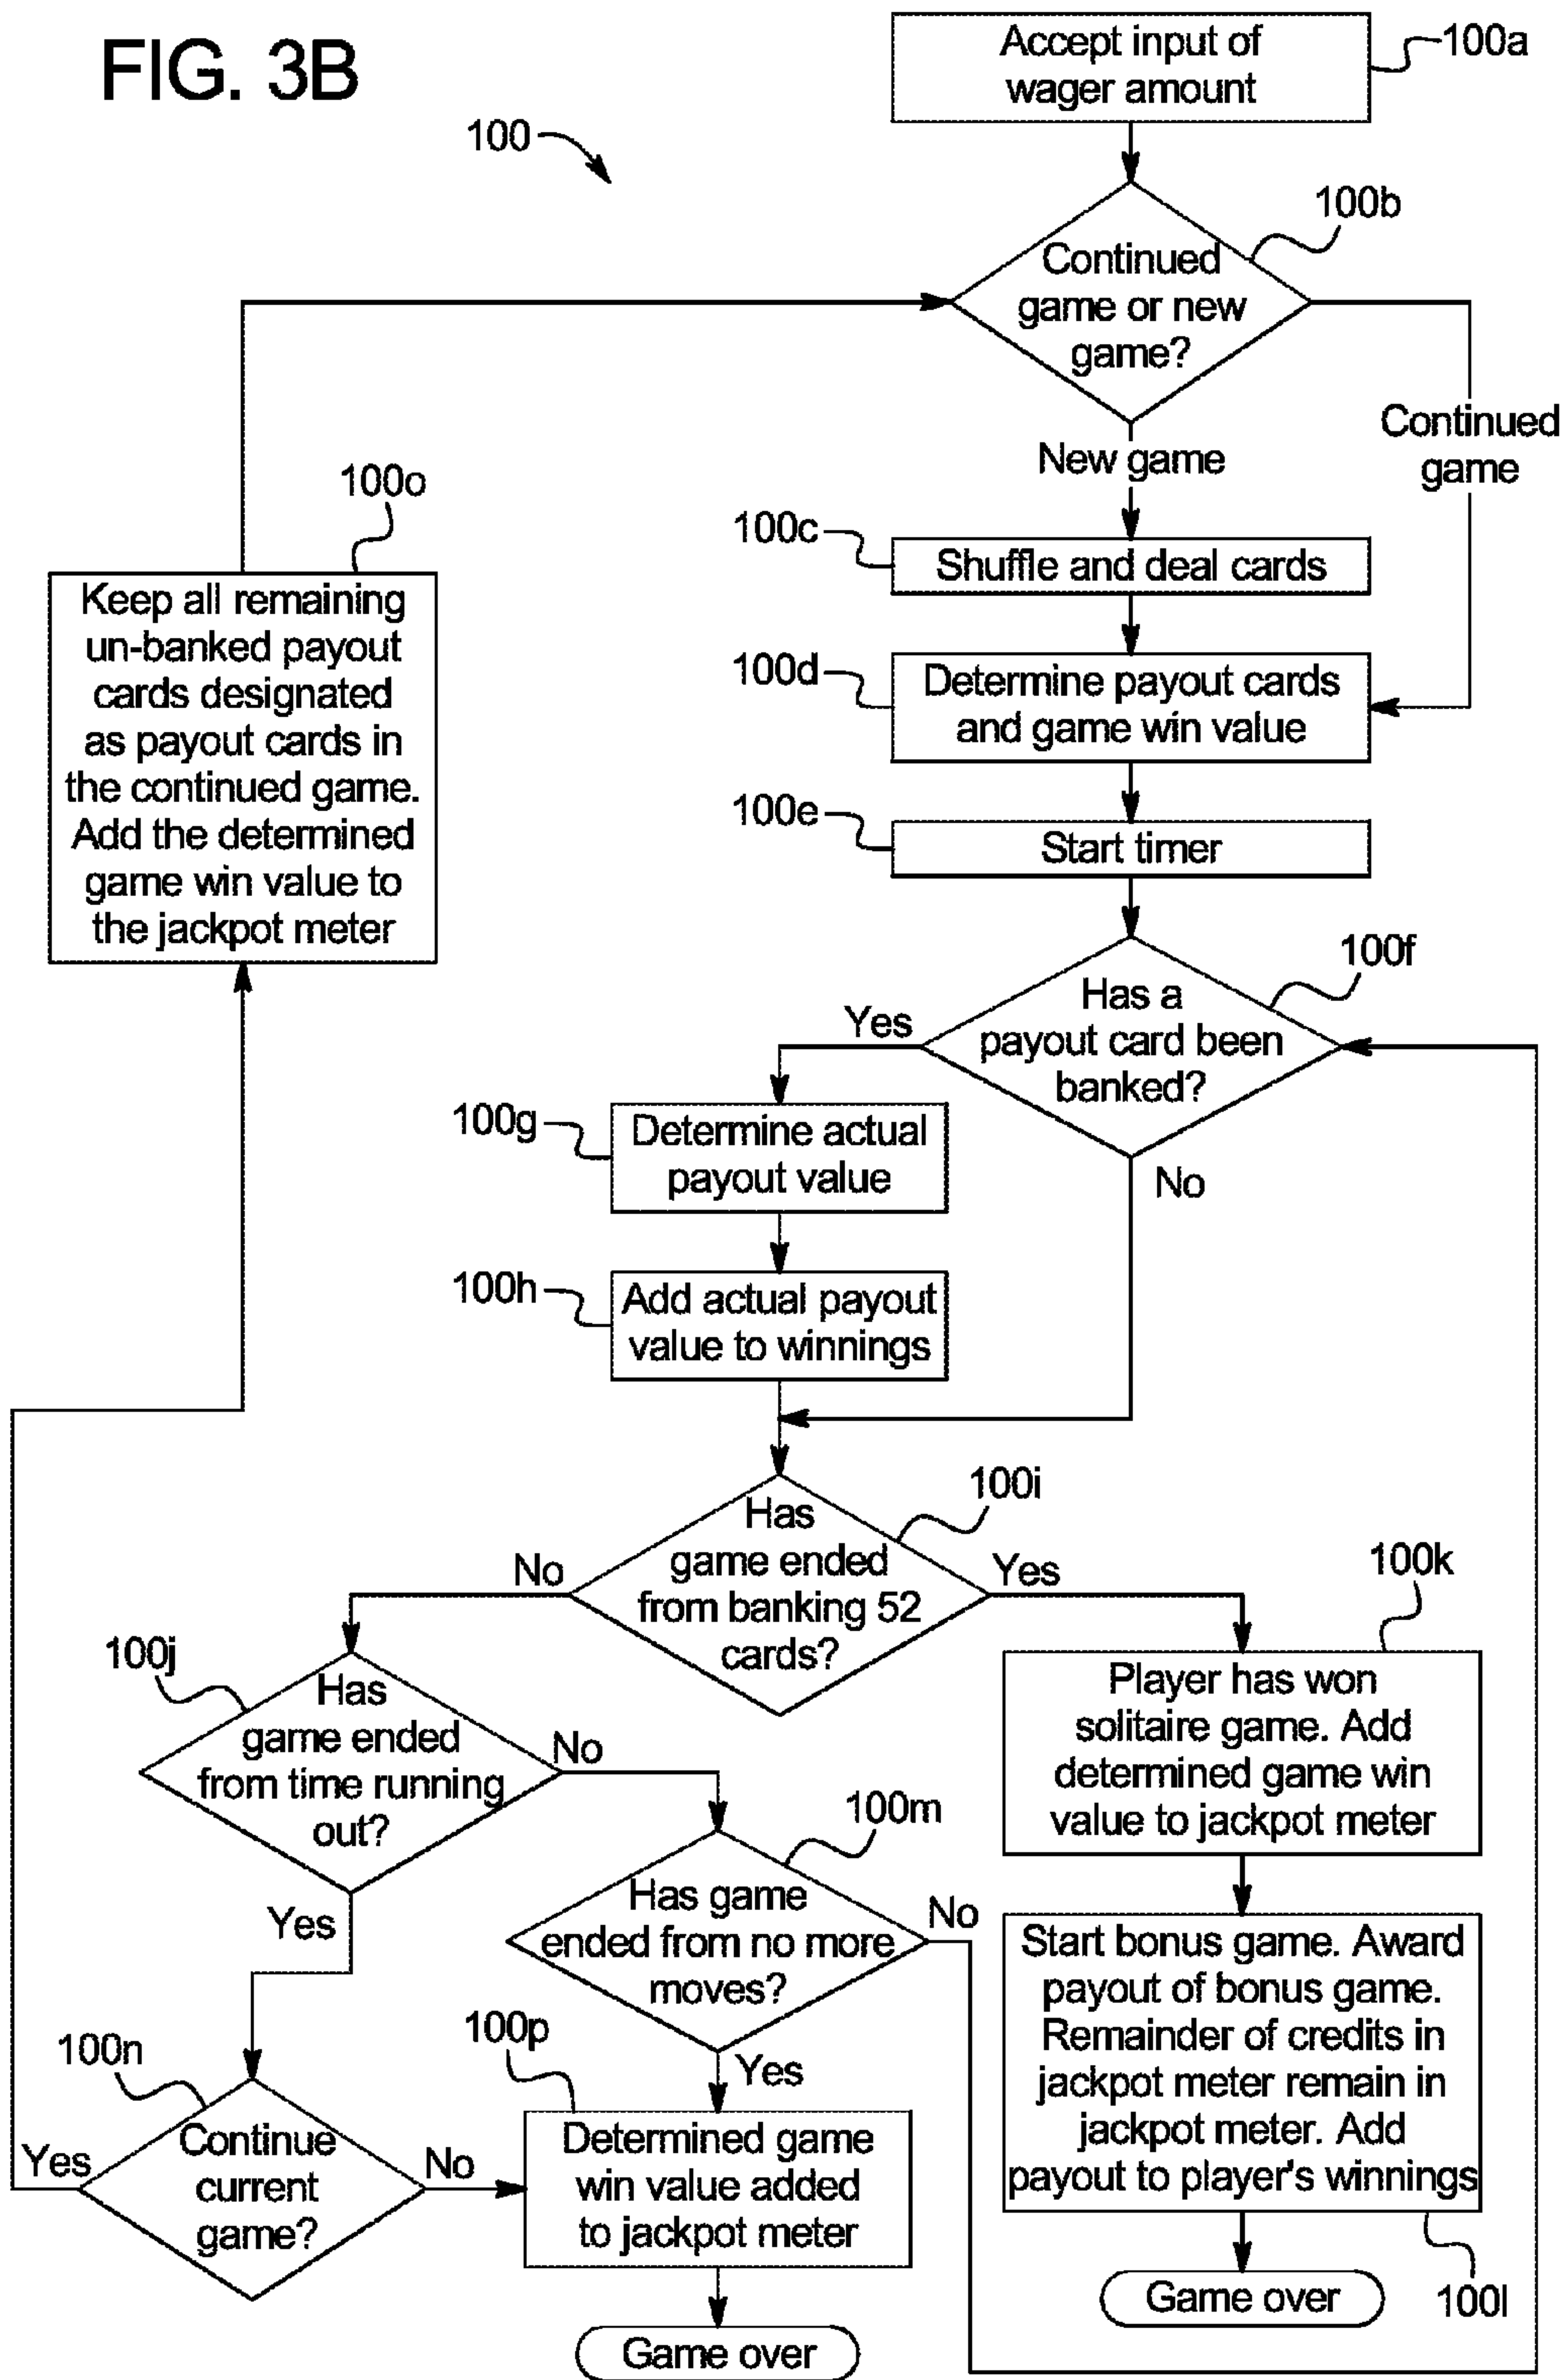 FIG. 3B
100
Accept input of
wager amount
100a
100b
Continued
game or new
game?
Continued
game
New game
100o
Keep all remaining
un-banked payout
cards designated
as payout cards in
the continued game.
Add the determined
game win value to
the jackpot meter
100c
Shuffle and deal cards
100d
Determine payout cards
and game win value
100e
Start timer
100f
Has a
payout card been
banked?
Yes
No
100g
Determine actual
payout value
100h
Add actual payout
value to winnings
100i
Has
game ended
from banking 52
cards?
No
Yes
100j
Has
game ended
from time running
out?
No
Yes
100k
Player has won
solitaire game. Add
determined game win
value to jackpot meter
100m
Has game
ended from no more
moves?
No
Yes
Start bonus game. Award
payout of bonus game.
Remainder of credits in
jackpot meter remain in
jackpot meter. Add
payout to player's winnings
100l
100n
Continue
current
game?
Yes
No
100p
Determined game
win value added
to jackpot meter
Game over
Game over